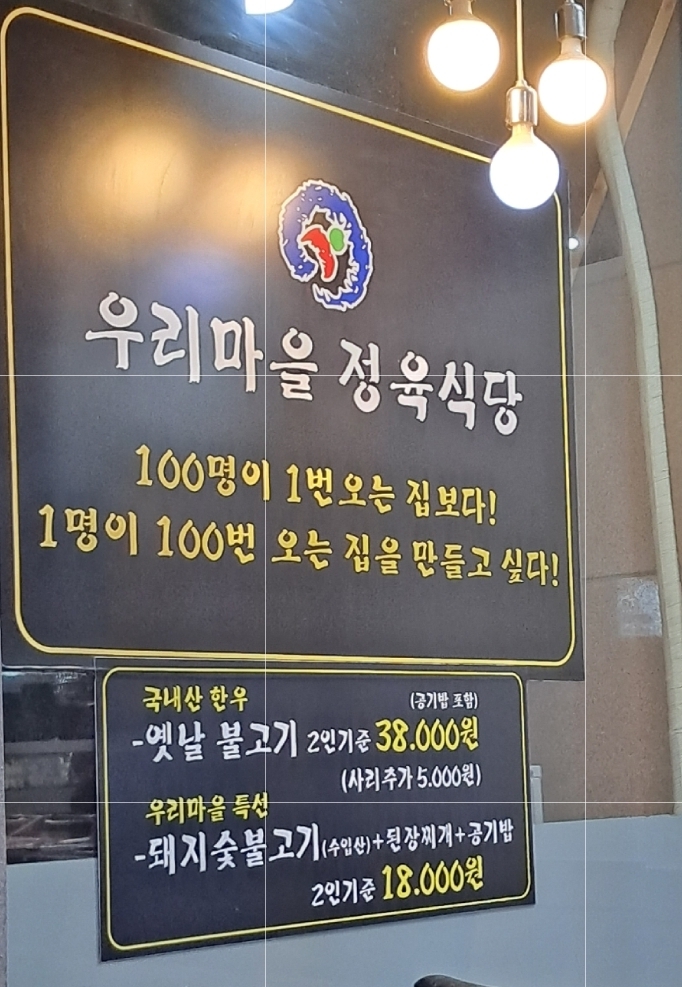 우리마을 정육식당
100명이 1번 오는 집보다!
1명이 100번 오는 집을 만들고 싶다!
국내산 한우 (공기밥 포함)
-옛날 불고기 2인기준 38.000원
(사리추가 5.000원)
우리마을 특선
-돼지숯불고기(수입산)+된장찌개+공기밥
2인기준 18.000원